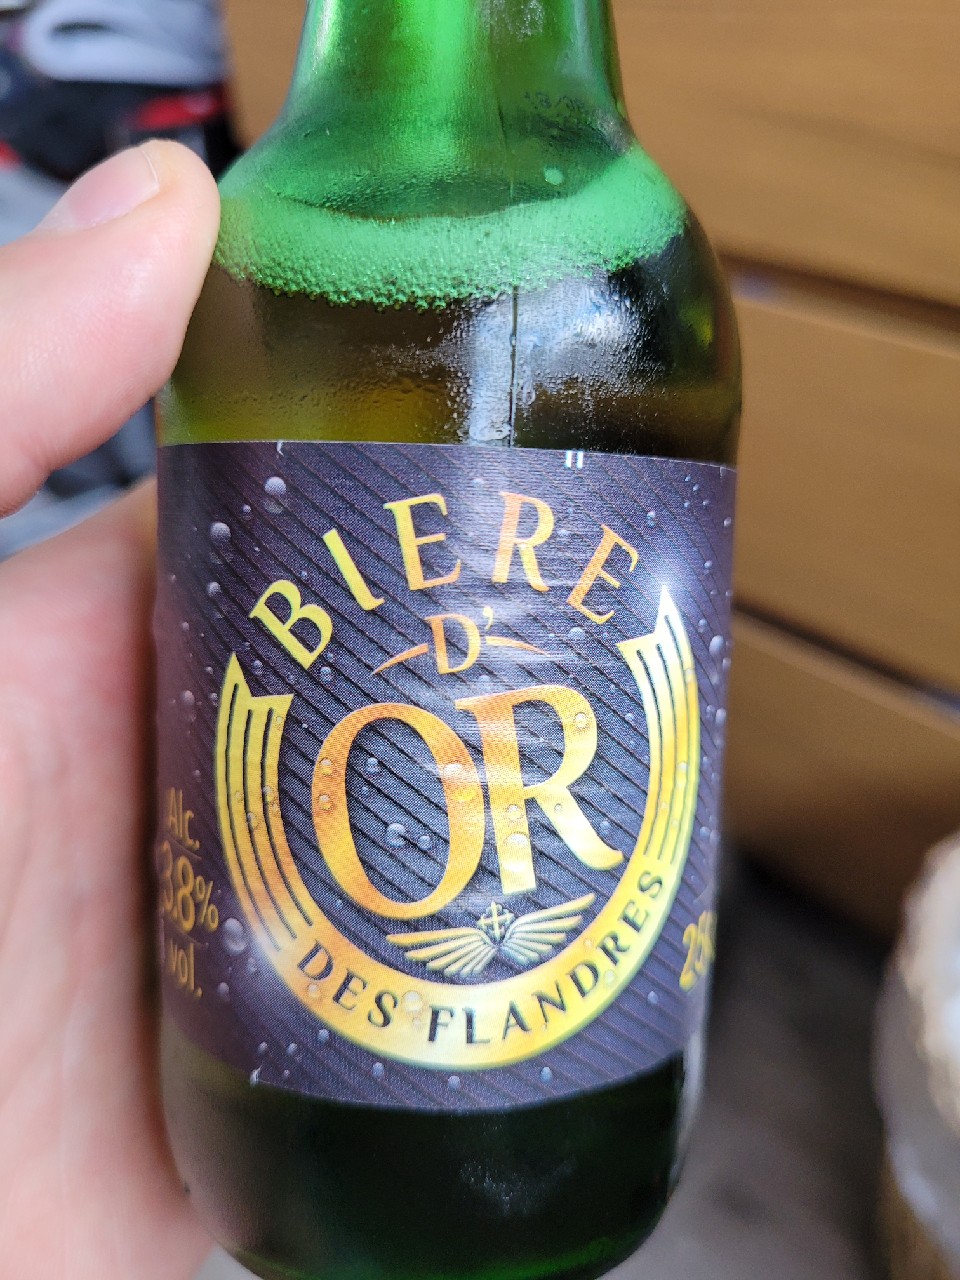 BIERE
D'
OR
DES FLANDRES
Alc.
3.8%
vol.